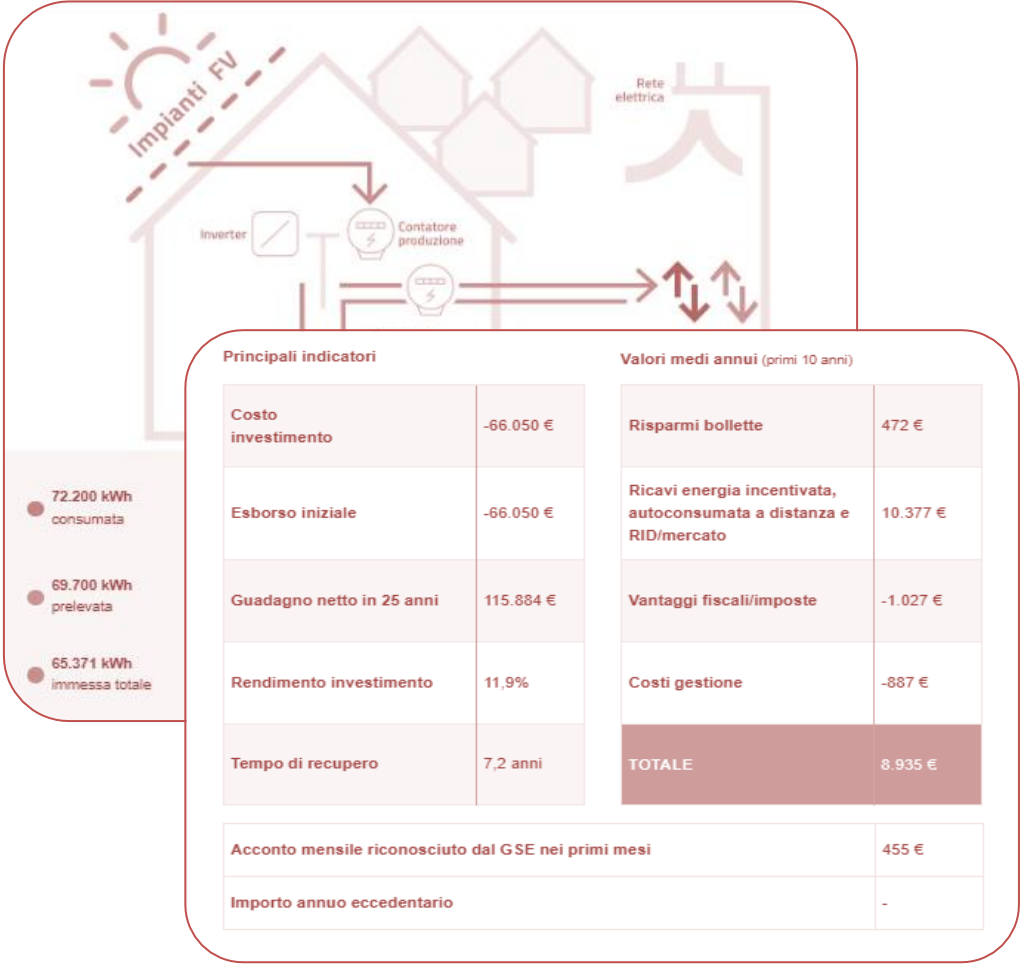 Impianti FV
Rete
elettrica
Inverter
Contatore
produzione
72.200 kWh
consumata
69.700 kWh
prelevata
65.371 kWh
immessa totale
Principali indicatori
Costo
investimento
-66.050 €
Esborso iniziale
-66.050 €
Guadagno netto in 25 anni
115.884 €
Rendimento investimento
11,9%
Tempo di recupero
7,2 anni
Valori medi annui (primi 10 anni)
Risparmi bollette
472 €
Ricavi energia incentivata,
autoconsumata a distanza e
RID/mercato
10.377 €
Vantaggi fiscali/imposte
-1.027 €
Costi gestione
-887 €
TOTALE
8.935 €
Acconto mensile riconosciuto dal GSE nei primi mesi
455 €
Importo annuo eccedentario
-